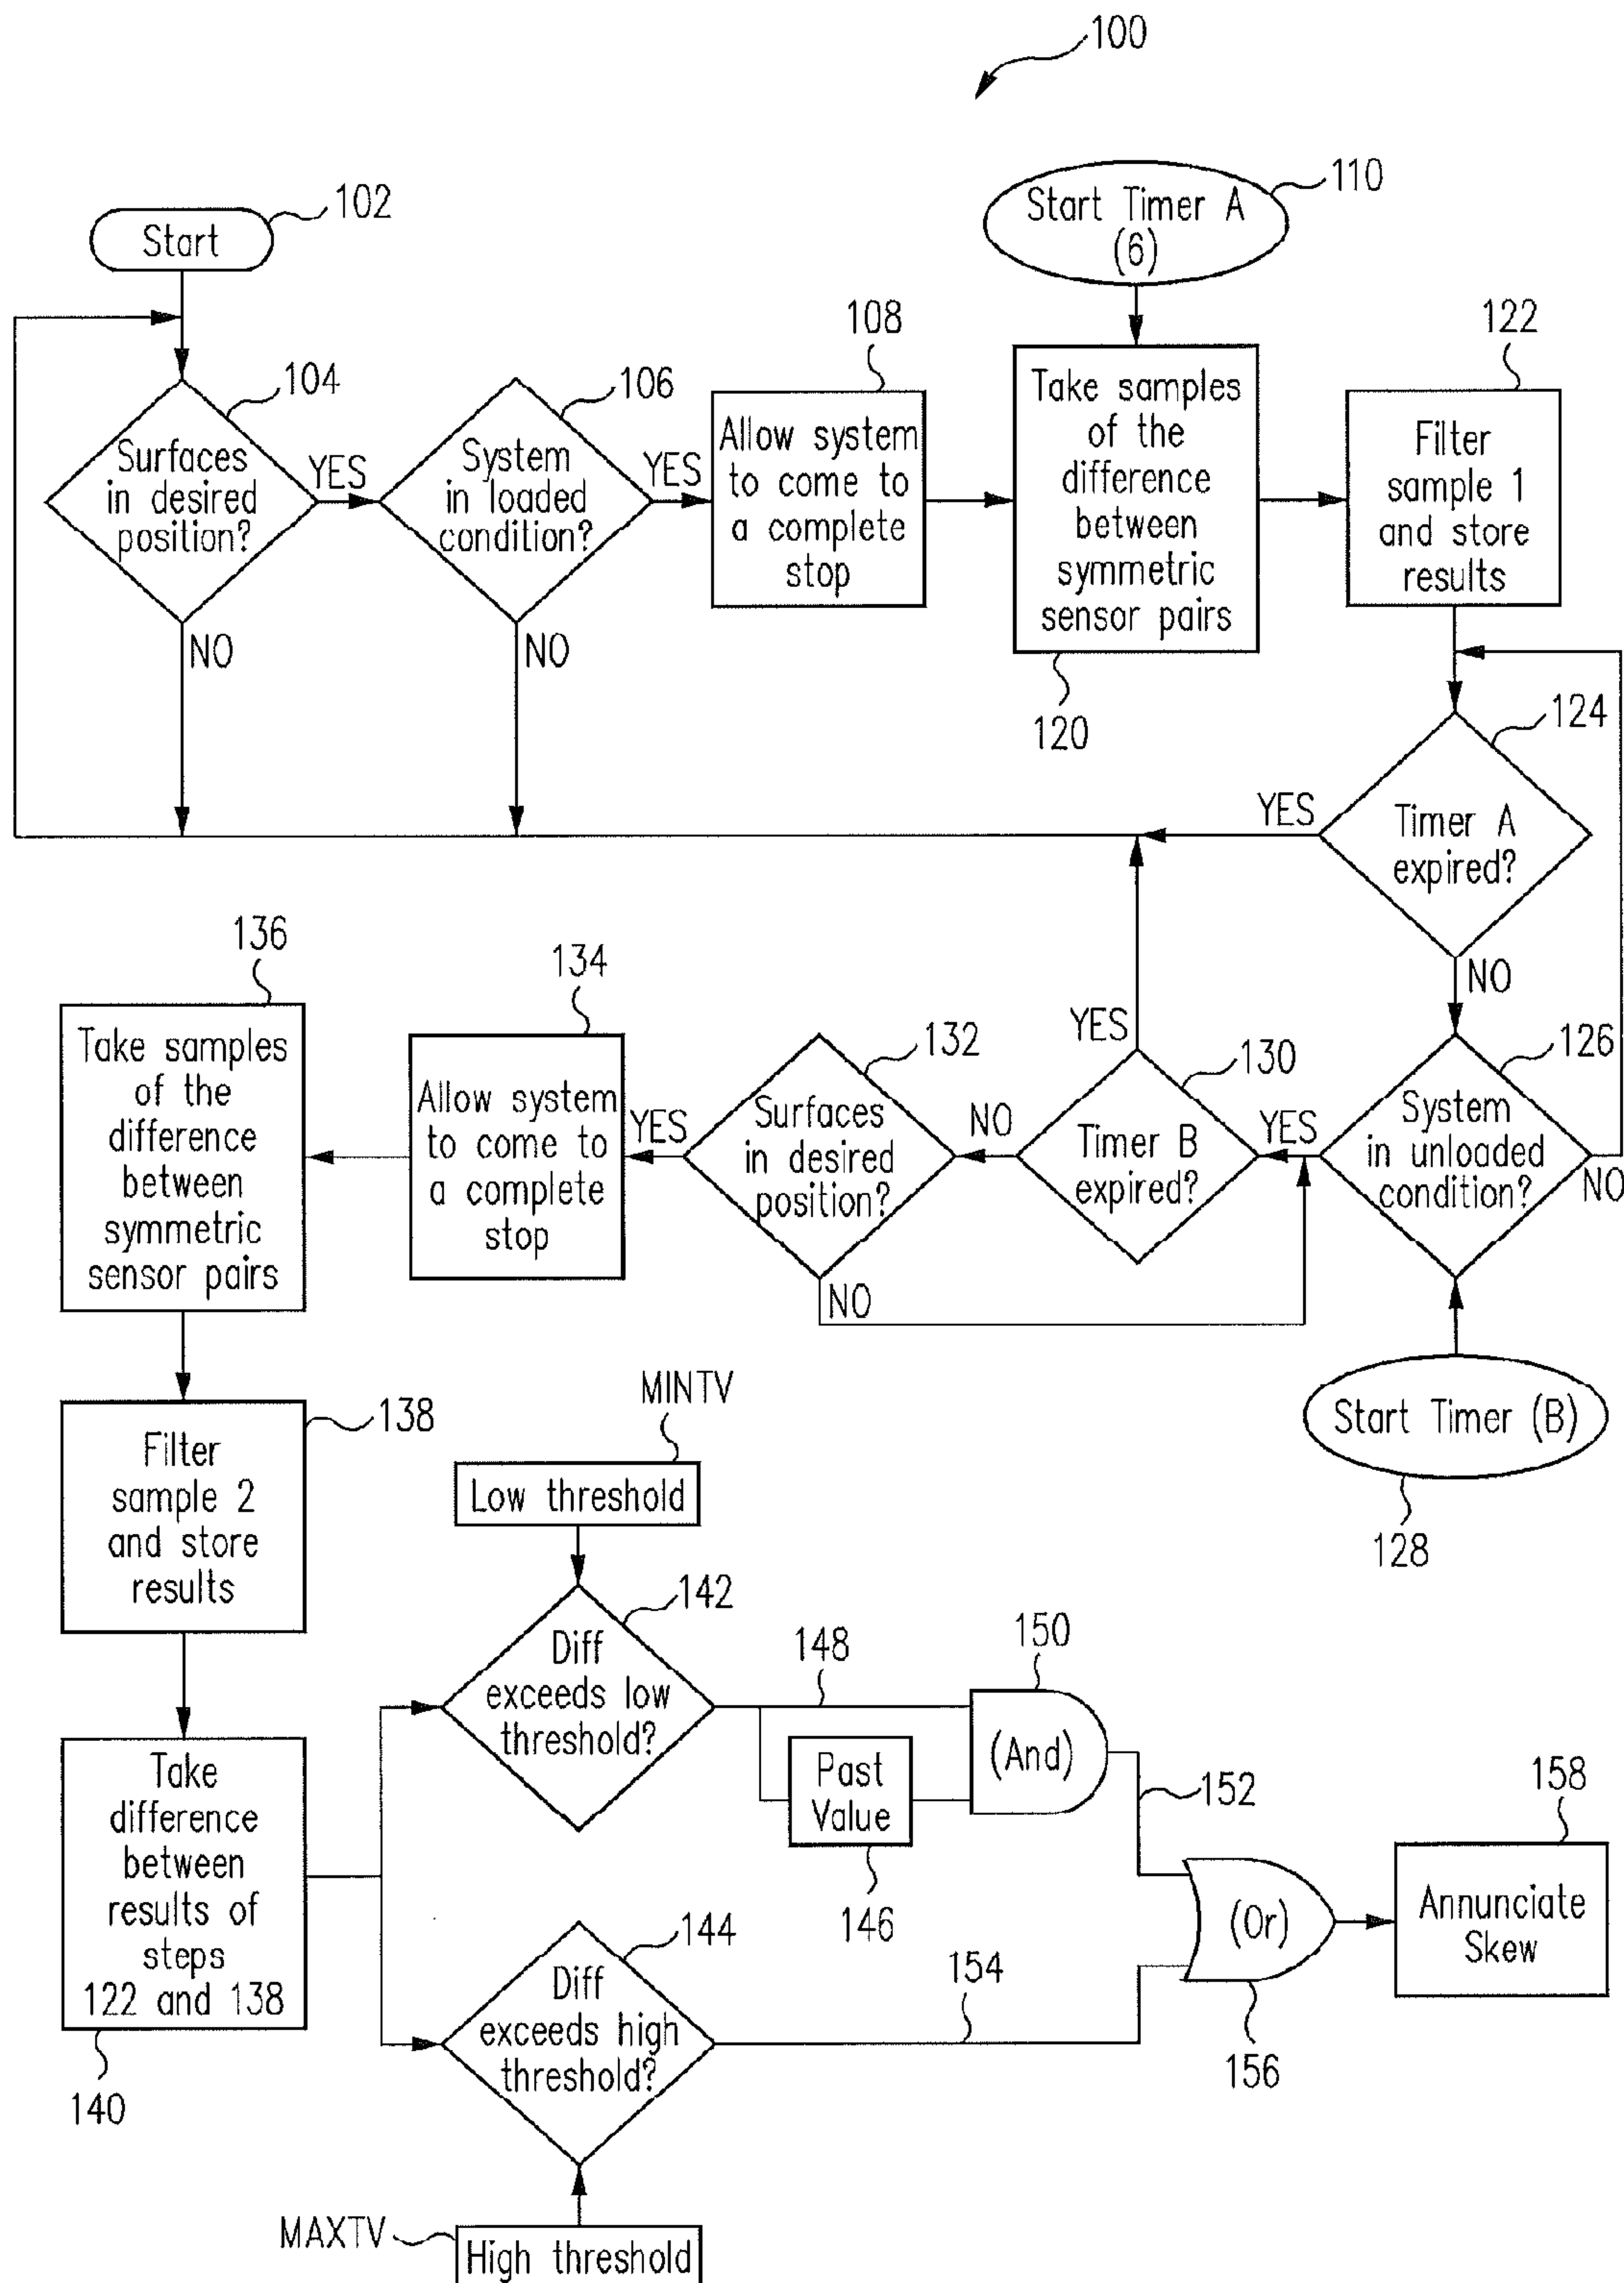 100
102
Start
110
Start Timer A
(6)
104
Surfaces
in desired
position?
YES
NO
106
System
in loaded
condition?
YES
NO
108
Allow system
to come to
a complete
stop
Take samples
of the
difference
between
symmetric
sensor pairs
120
122
Filter
sample 1
and store
results
124
Timer A
expired?
YES
NO
126
System
in unloaded
condition?
YES
NO
Start Timer (B)
128
130
Timer B
expired?
YES
NO
132
Surfaces
in desired
position?
YES
NO
134
Allow system
to come to
a complete
stop
136
Take samples
of the
difference
between
symmetric
sensor pairs
138
Filter
sample 2
and store
results
Take
difference
between
results of
steps
122 and 138
140
MINTV
Low threshold
142
Diff
exceeds low
threshold?
148
Past
Value
146
150
(And)
152
144
Diff
exceeds high
threshold?
154
MAXTV
High threshold
(Or)
156
158
Annunciate
Skew